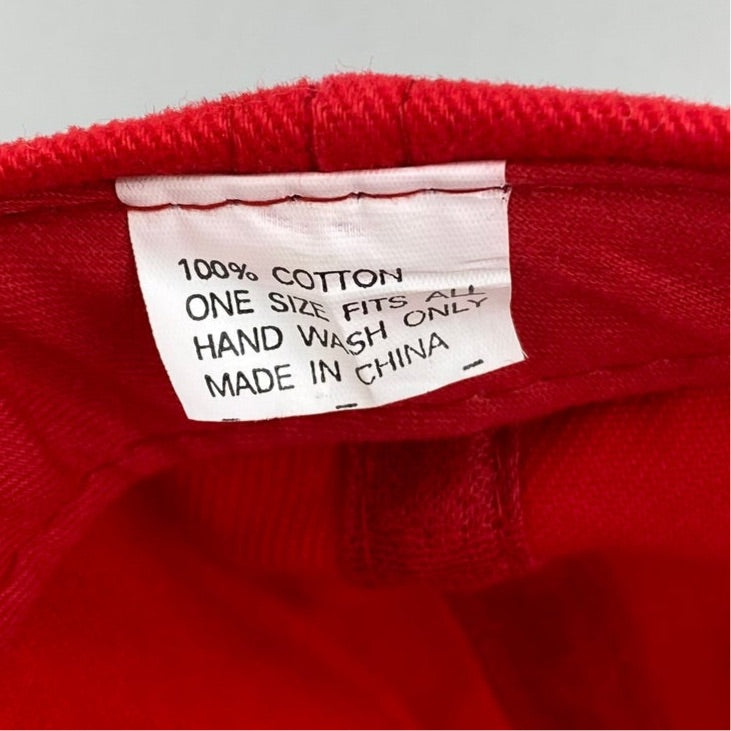 100% COTTON
ONE SIZE FITS ALL
HAND WASH ONLY
MADE IN CHINA